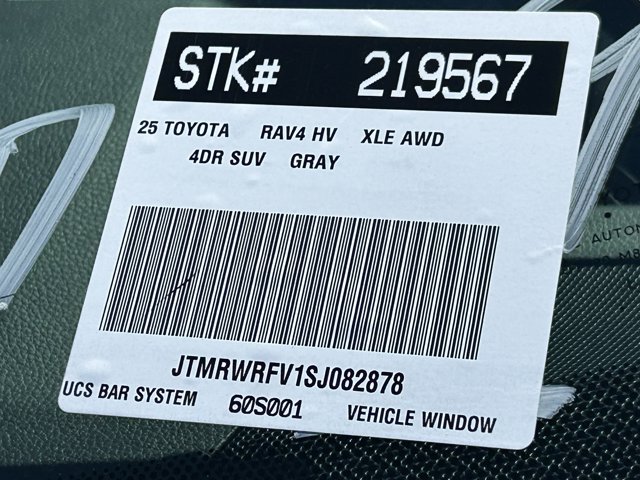 STK# 219567
25 TOYOTA RAV4 HV XLE AWD
4DR SUV GRAY
JTMRWRFV1SJ082878
UCS BAR SYSTEM 60S001 VEHICLE WINDOW